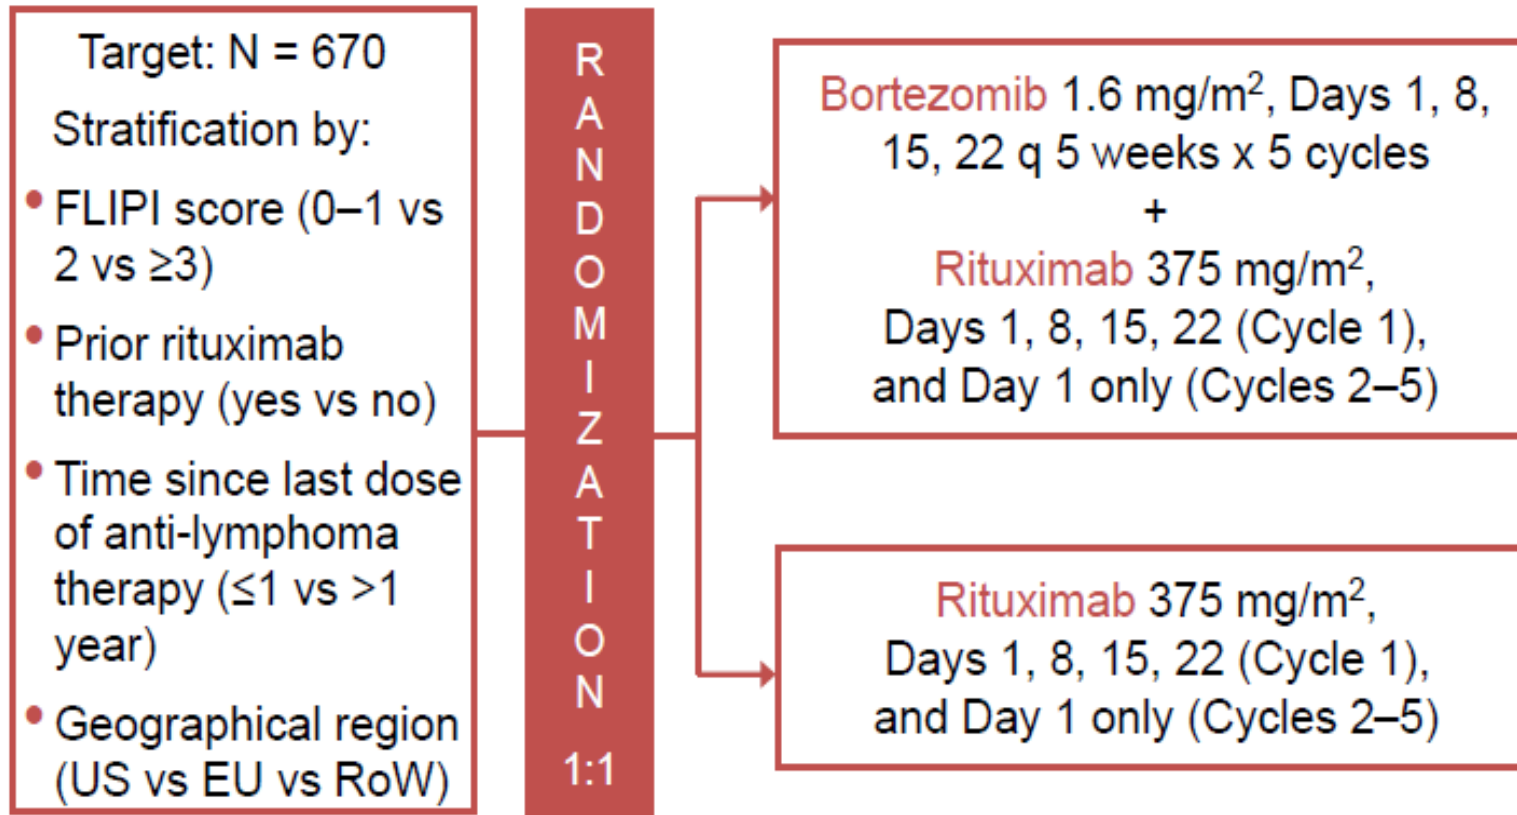 Target: N = 670
Stratification by:
• FLIPI score (0–1 vs
2 vs ≥3)
• Prior rituximab
therapy (yes vs no)
• Time since last dose
of anti-lymphoma
therapy (≤1 vs >1
year)
• Geographical region
(US vs EU vs RoW)
RANDOMIZATION
1:1
Bortezomib 1.6 mg/m², Days 1, 8,
15, 22 q 5 weeks x 5 cycles
+
Rituximab 375 mg/m²,
Days 1, 8, 15, 22 (Cycle 1),
and Day 1 only (Cycles 2–5)
Rituximab 375 mg/m²,
Days 1, 8, 15, 22 (Cycle 1),
and Day 1 only (Cycles 2–5)